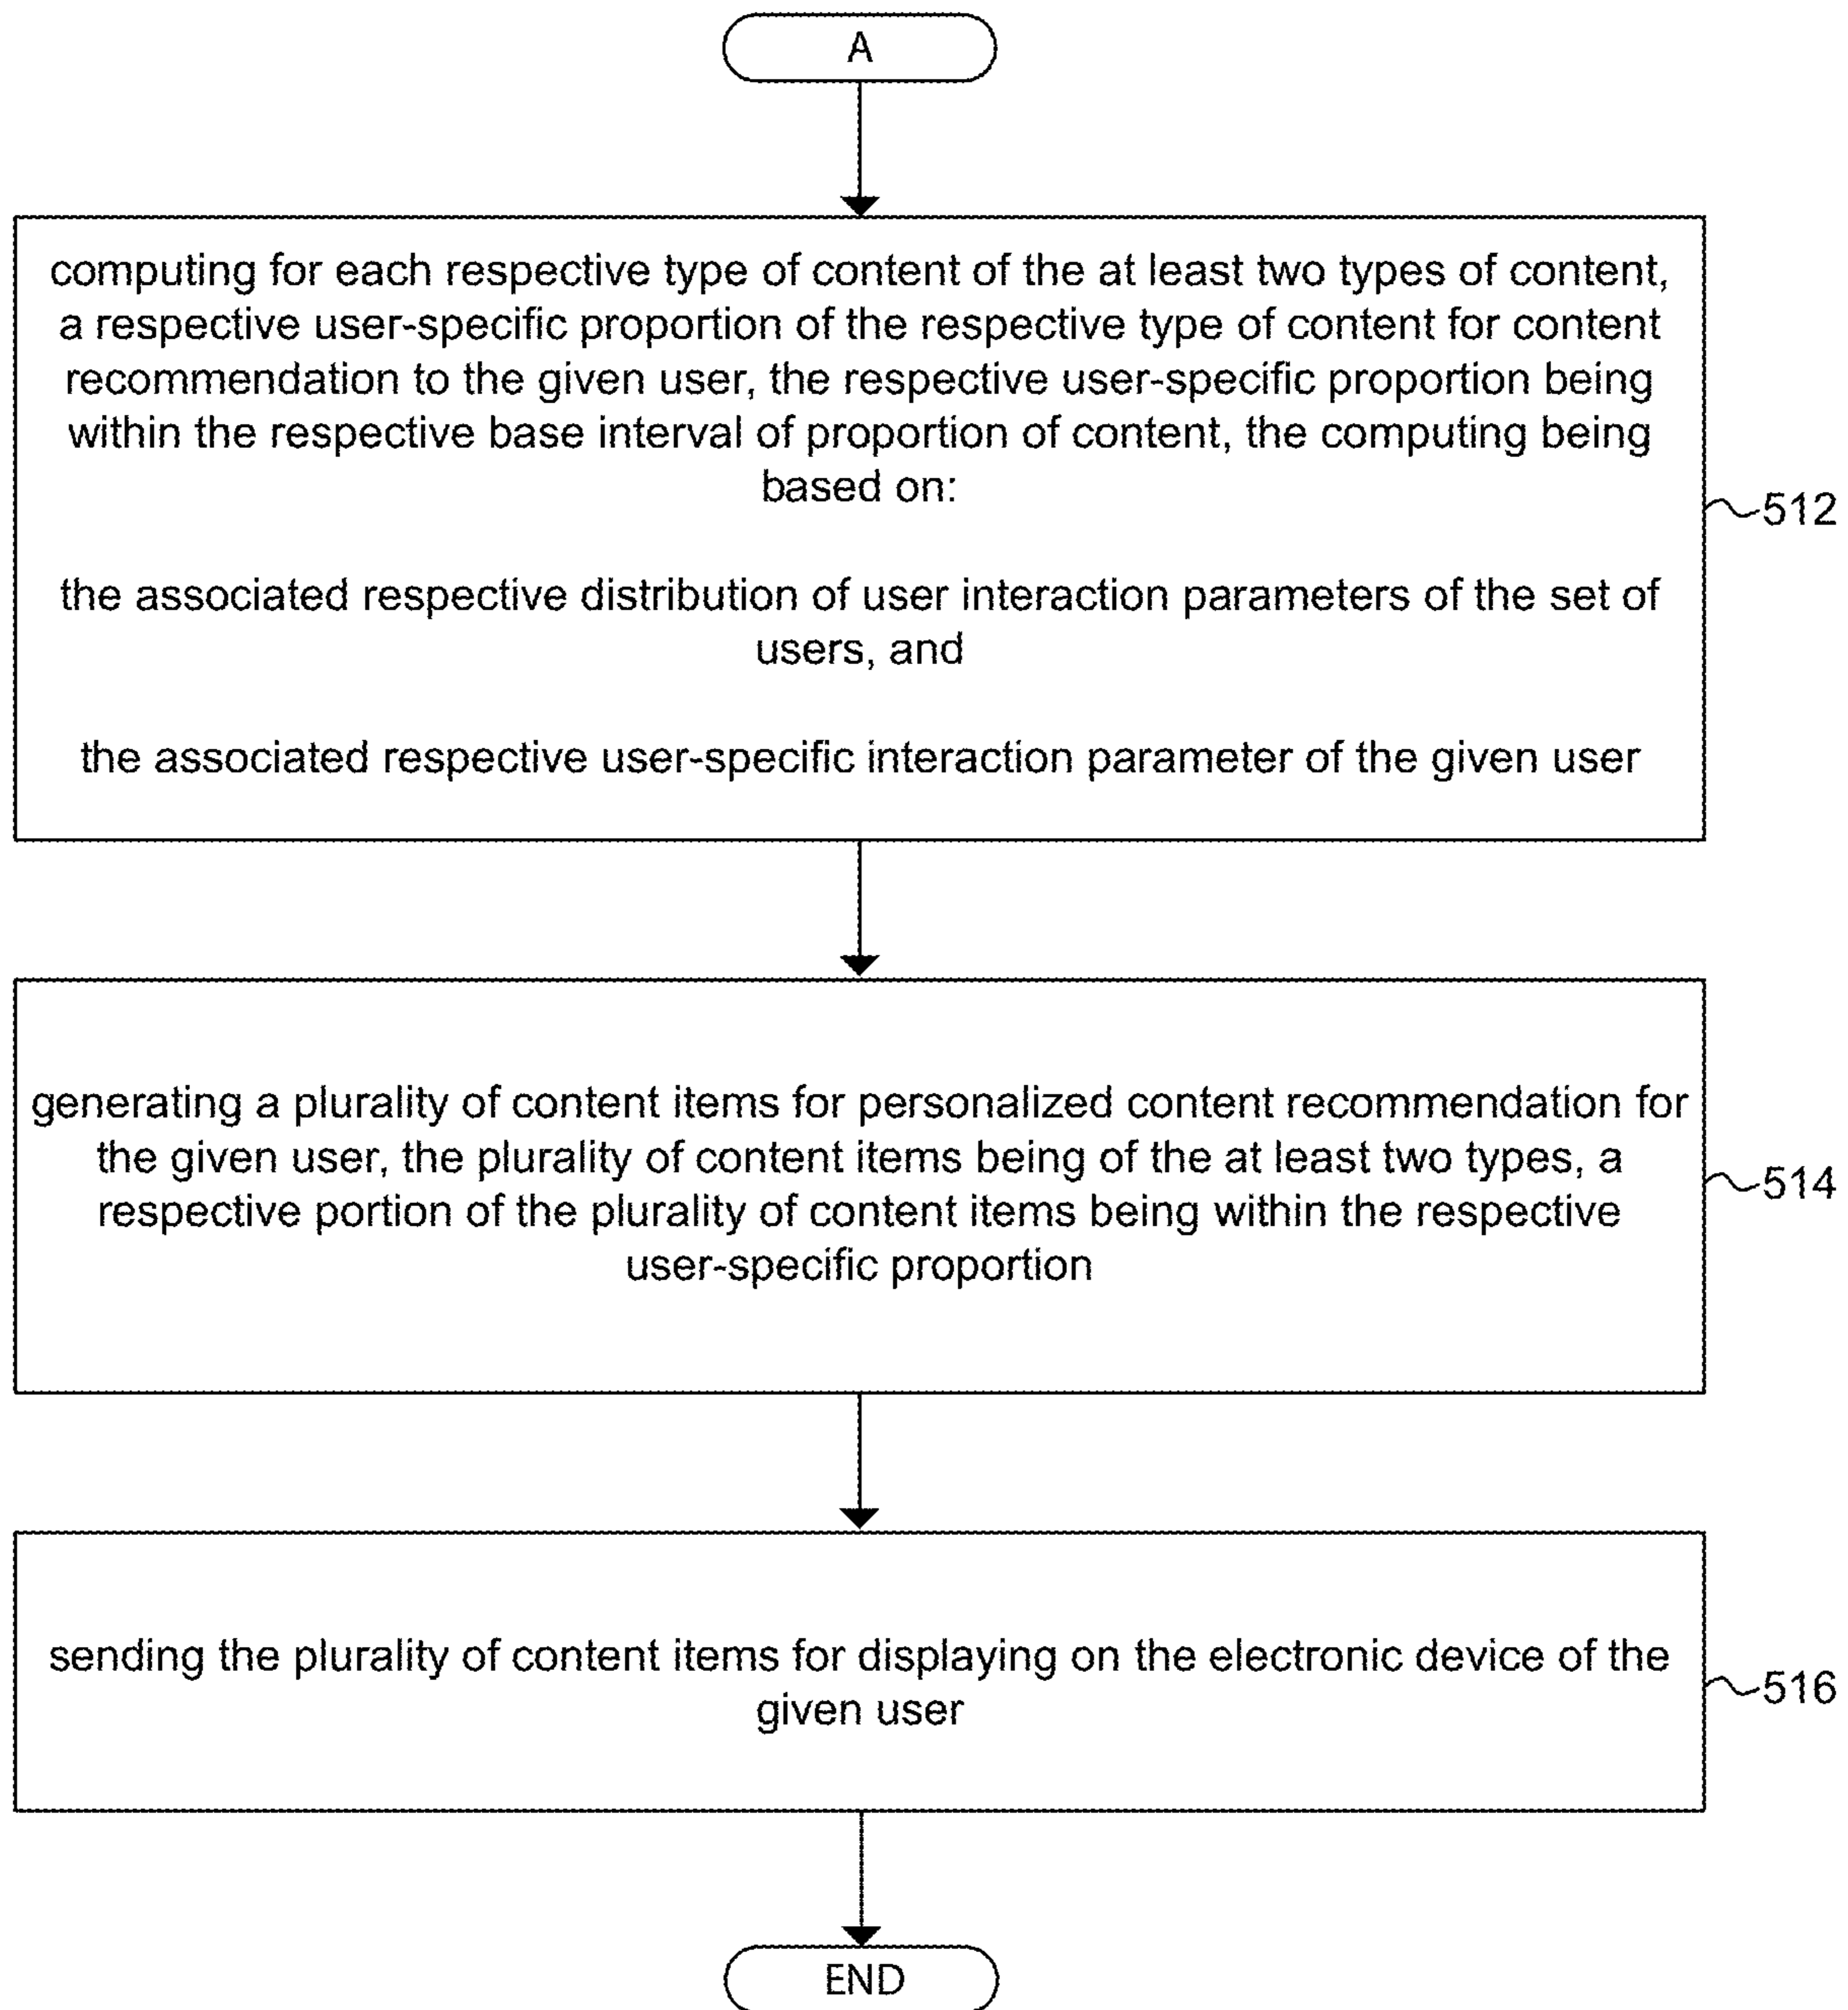 A
computing for each respective type of content of the at least two types of content,
a respective user-specific proportion of the respective type of content for content
recommendation to the given user, the respective user-specific proportion being
within the respective base interval of proportion of content, the computing being
based on:
the associated respective distribution of user interaction parameters of the set of
users, and
the associated respective user-specific interaction parameter of the given user
512
generating a plurality of content items for personalized content recommendation for
the given user, the plurality of content items being of the at least two types, a
respective portion of the plurality of content items being within the respective
user-specific proportion
514
sending the plurality of content items for displaying on the electronic device of the
given user
516
END